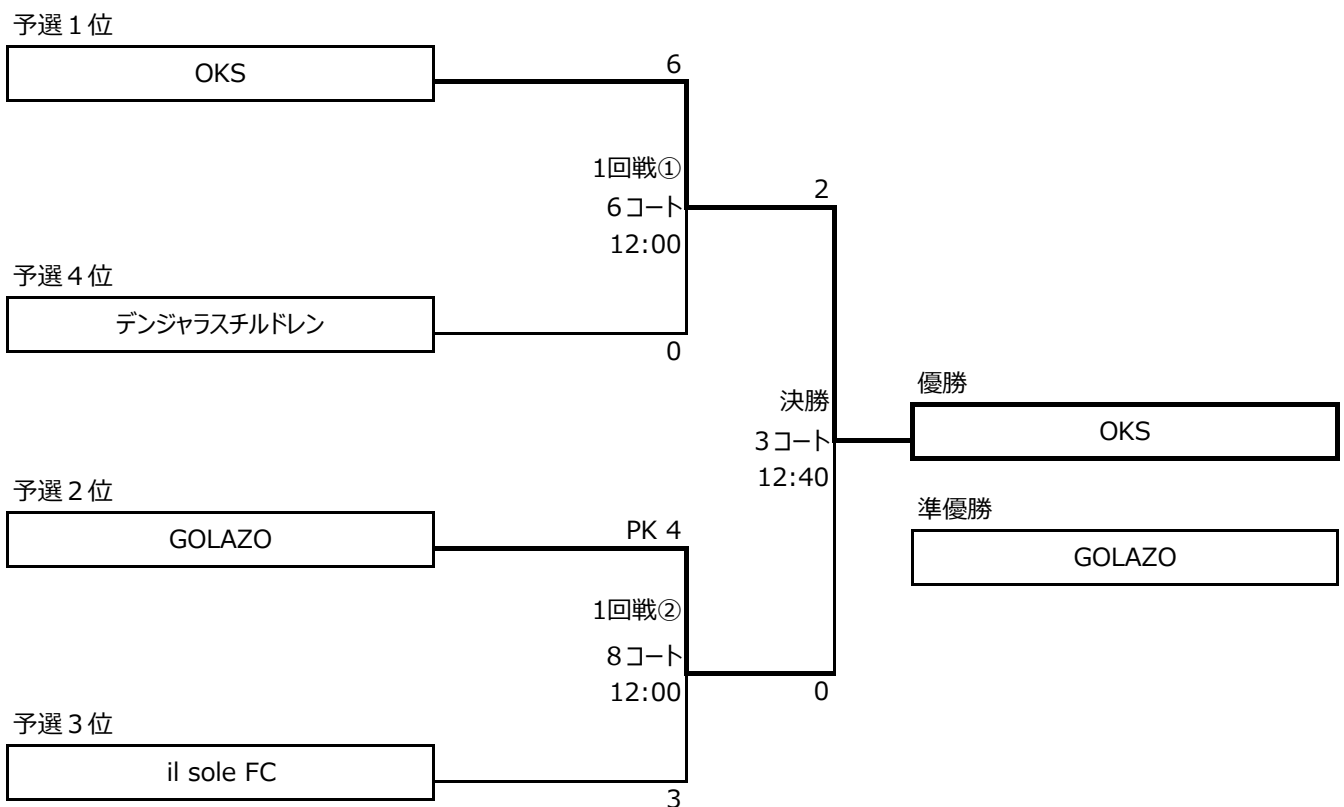 予選１位
OKS
6
1回戦①
6コート
12:00
予選４位
デンジャラスチルドレン
0
2
決勝
3コート
12:40
優勝
OKS
準優勝
GOLAZO
予選２位
GOLAZO
PK 4
1回戦②
8コート
12:00
0
予選３位
il sole FC
3